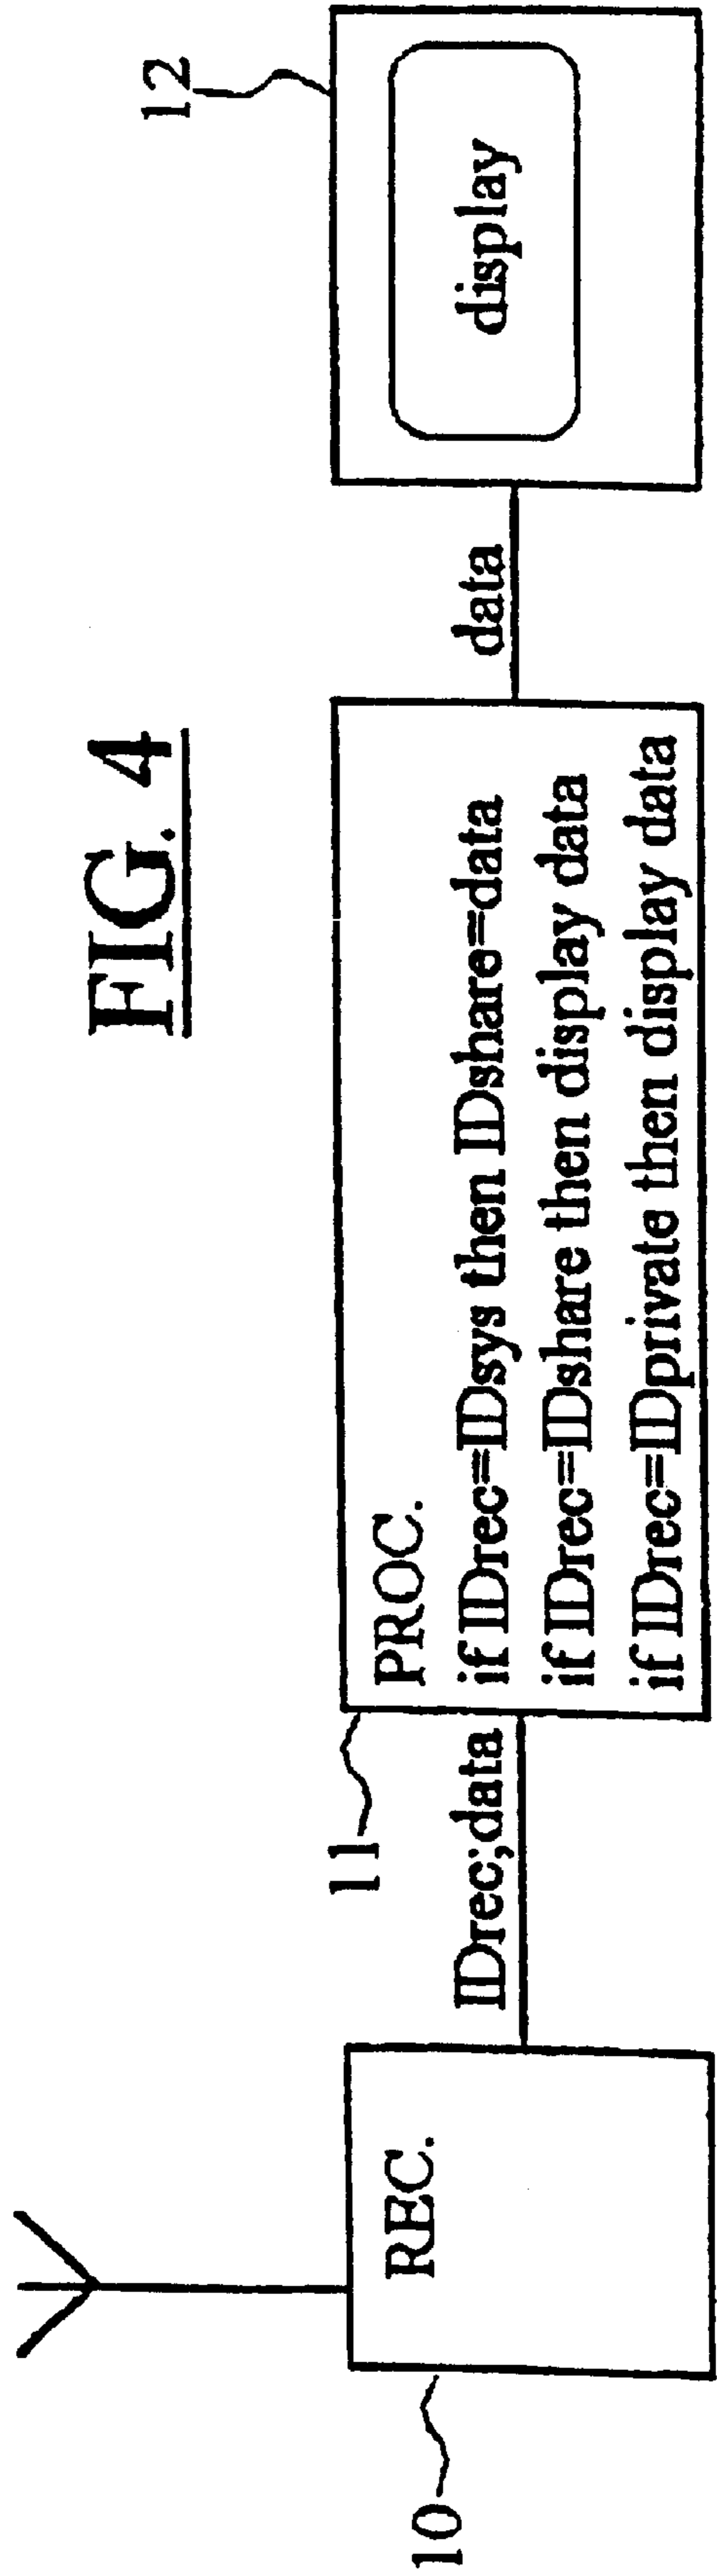 FIG. 4
10
REC.
IDrec;data
11
PROC.
if IDrec=IDsys then IDshare=data
if IDrec=IDshare then display data
if IDrec=IDprivate then display data
data
12
display